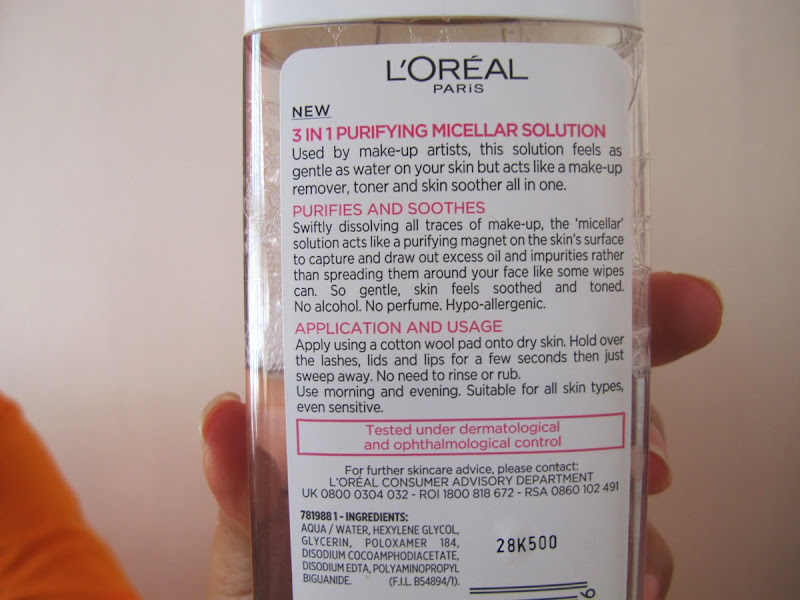 L'ORÉAL
PARIS
NEW
3 IN 1 PURIFYING MICELLAR SOLUTION
Used by make-up artists, this solution feels as
gentle as water on your skin but acts like a make-up
remover, toner and skin soother all in one.
PURIFIES AND SOOTHES
Swiftly dissolving all traces of make-up, the 'micellar'
solution acts like a purifying magnet on the skin's surface
to capture and draw out excess oil and impurities rather
than spreading them around your face like some wipes
can. So gentle, skin feels soothed and toned.
No alcohol. No perfume. Hypo-allergenic.
APPLICATION AND USAGE
Apply using a cotton wool pad onto dry skin. Hold over
the lashes, lids and lips for a few seconds then just
sweep away. No need to rinse or rub.
Use morning and evening. Suitable for all skin types,
even sensitive.
Tested under dermatological
and ophthalmological control
For further skincare advice, please contact:
L'ORÉAL CONSUMER ADVISORY DEPARTMENT
UK 0800 0304 032 - ROI 1800 818 672 - RSA 0860 102 491
781988 1 - INGREDIENTS:
AQUA / WATER, HEXYLENE GLYCOL,
GLYCERIN, POLOXAMER 184,
DISODIUM COCOAMPHODIACETATE,
DISODIUM EDTA, POLYAMINOPROPYL
BIGUANIDE. (F.I.L. B54894/1).
28K500